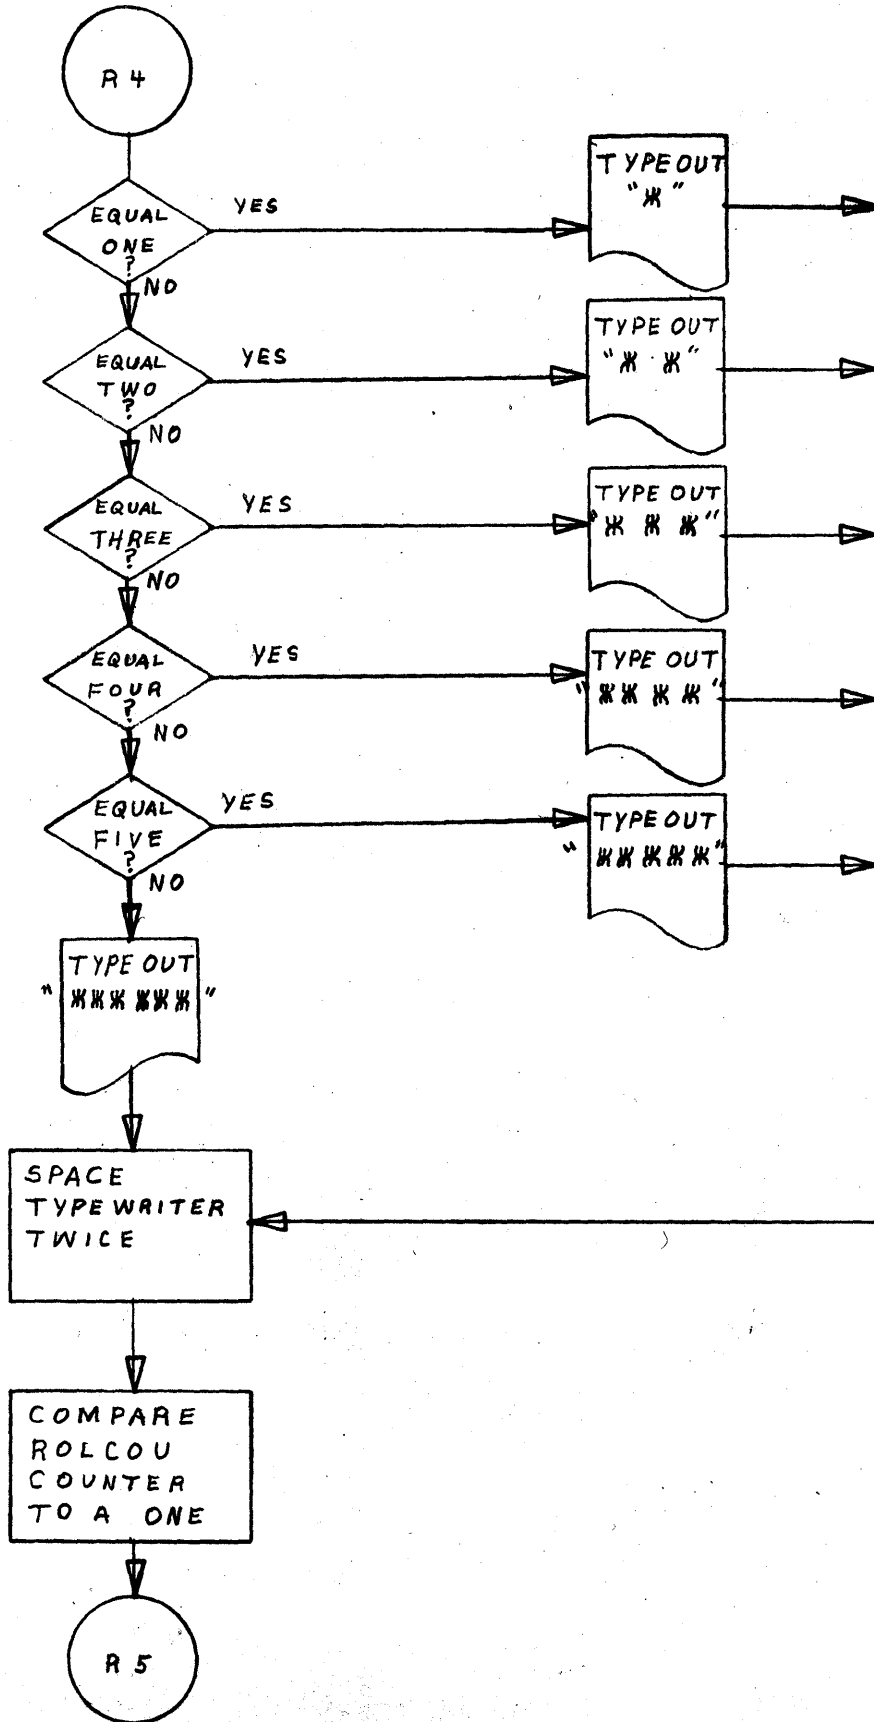 R 4
EQUAL
ONE
?
YES
NO
TYPE OUT
"ж"
EQUAL
TWO
?
YES
NO
TYPE OUT
"ж ж"
EQUAL
THREE
?
YES
NO
TYPE OUT
"ж ж ж"
EQUAL
FOUR
?
YES
NO
TYPE OUT
"жж ж ж"
EQUAL
FIVE
?
YES
NO
TYPE OUT
"жжжжж"
TYPE OUT
"жжж жжж"
SPACE
TYPEWRITER
TWICE
COMPARE
ROLCOU
COUNTER
TO A ONE
R 5